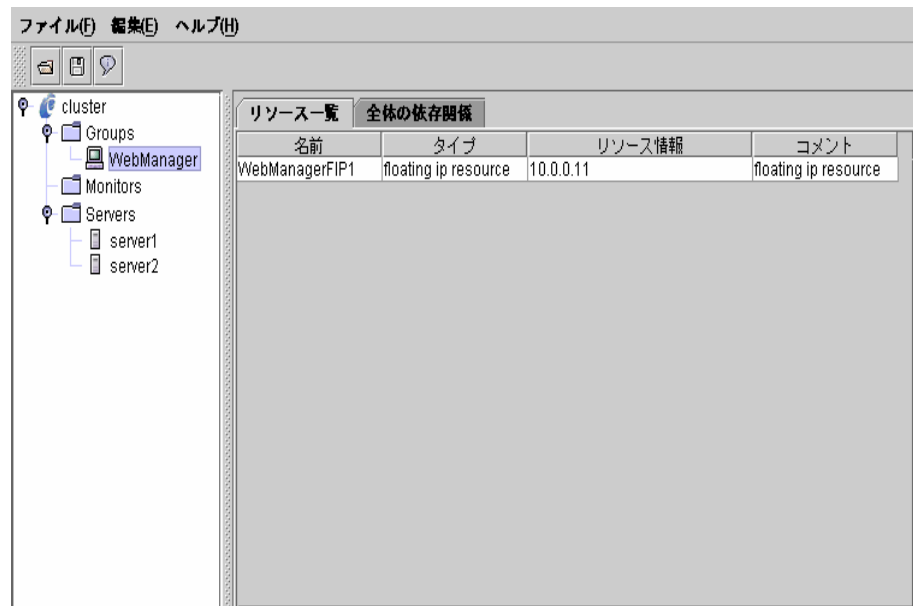 ファイル(F) 編集(E) ヘルプ(H)
cluster
Groups
WebManager
Monitors
Servers
server1
server2
リソース一覧 全体の依存関係
名前 タイプ リソース情報 コメント
WebManagerFIP1 floating ip resource 10.0.0.11 floating ip resource